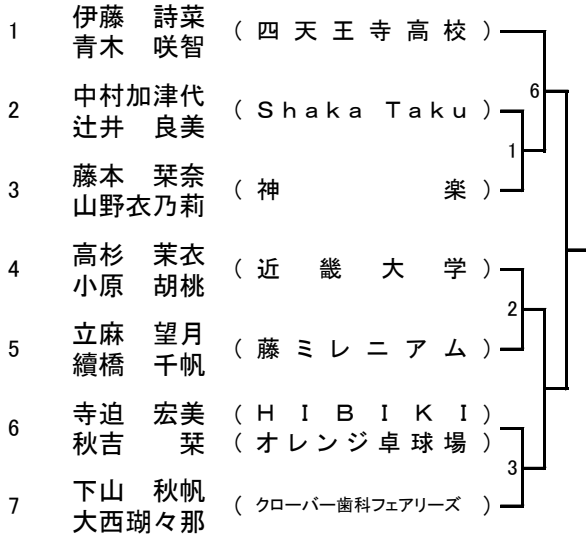 1 伊藤 詩菜 (四天王寺高校)
青木 咲智
6
2 中村加津代 (Shaka Taku)
辻井 良美
1
3 藤本 栞奈 (神楽)
山野衣乃莉
4 高杉 茉衣 (近畿大学)
小原 胡桃
2
5 立麻 望月 (藤ミレニアム)
續橋 千帆
6 寺迫 宏美 (HIBIKI)
秋吉 栞 (オレンジ卓球場)
3
7 下山 秋帆 (クローバー歯科フェアリーズ)
大西瑚々那